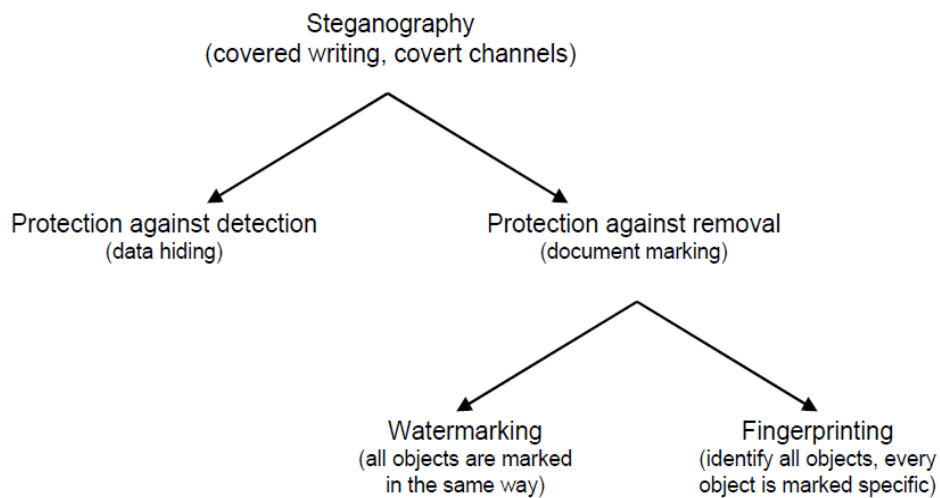 Steganography
(covered writing, covert channels)
Protection against detection
(data hiding)
Protection against removal
(document marking)
Watermarking
(all objects are marked
in the same way)
Fingerprinting
(identify all objects, every
object is marked specific)